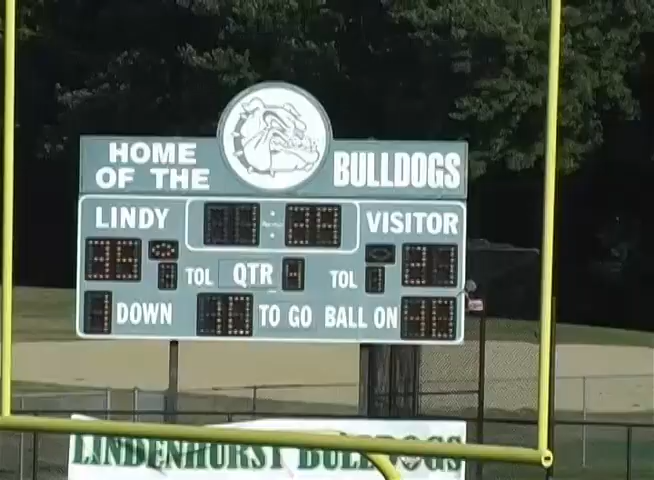 HOME
OF THE
BULLDOGS
LINDY
VISITOR
TOL QTR TOL
DOWN TO GO BALL ON
LINDENHURST BULLDOGS